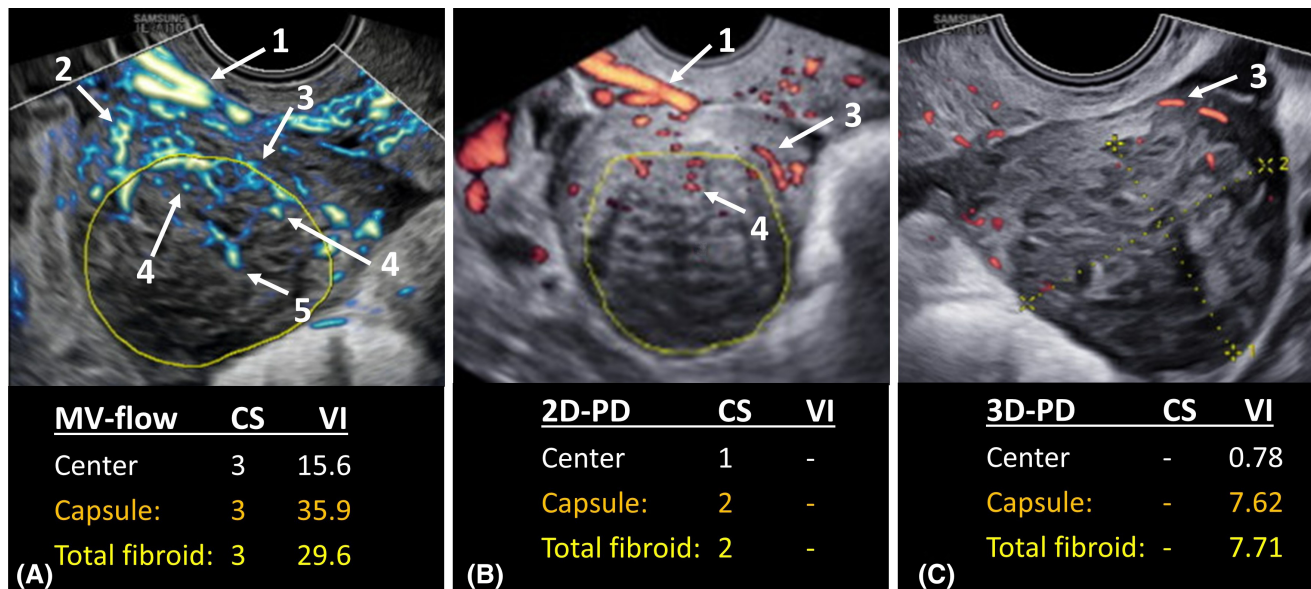 SAMSUNG
1
2
3
4
4
5
MV-flow CS VI
Center 3 15.6
Capsule: 3 35.9
Total fibroid: 3 29.6
(A)
1
3
4
2D-PD CS VI
Center 1 -
Capsule: 2 -
Total fibroid: 2 -
(B)
SAMSUNG
3
2
1
3D-PD CS VI
Center - 0.78
Capsule: - 7.62
Total fibroid: - 7.71
(C)